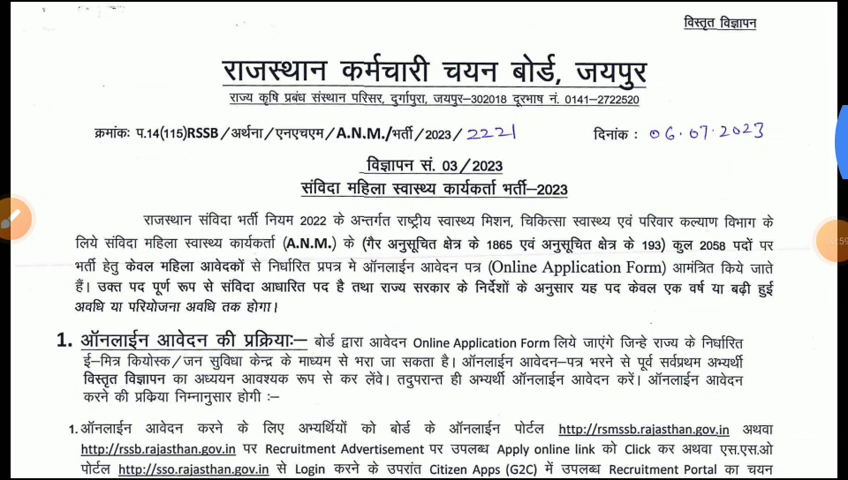 विस्तृत विज्ञापन
राजस्थान कर्मचारी चयन बोर्ड, जयपुर
राज्य कृषि प्रबंध संस्थान परिसर, दुर्गापुरा, जयपुर–302018 दूरभाष नं. 0141-2722520
क्रमांकः प.14(115)RSSB/अर्थना/एनएचएम/A.N.M./भर्ती/2023/2221 दिनांक : 06.07.2023
विज्ञापन सं. 03/2023
संविदा महिला स्वास्थ्य कार्यकर्ता भर्ती–2023
राजस्थान संविदा भर्ती नियम 2022 के अन्तर्गत राष्ट्रीय स्वास्थ्य मिशन, चिकित्सा स्वास्थ्य एवं परिवार कल्याण विभाग के
लिये संविदा महिला स्वास्थ्य कार्यकर्ता (A.N.M.) के (गैर अनुसूचित क्षेत्र के 1865 एवं अनुसूचित क्षेत्र के 193) कुल 2058 पदों पर
भर्ती हेतु केवल महिला आवेदकों से निर्धारित प्रपत्र मे ऑनलाईन आवेदन पत्र (Online Application Form) आमंत्रित किये जाते
हैं। उक्त पद पूर्ण रूप से संविदा आधारित पद है तथा राज्य सरकार के निर्देशों के अनुसार यह पद केवल एक वर्ष या बढ़ी हुई
अवधि या परियोजना अवधि तक होगा।
1. ऑनलाईन आवेदन की प्रक्रियाः– बोर्ड द्वारा आवेदन Online Application Form लिये जाएंगे जिन्हे राज्य के निर्धारित
ई–मित्र कियोस्क/जन सुविधा केन्द्र के माध्यम से भरा जा सकता है। ऑनलाईन आवेदन–पत्र भरने से पूर्व सर्वप्रथम अभ्यर्थी
विस्तृत विज्ञापन का अध्ययन आवश्यक रूप से कर लेंवे। तदुपरान्त ही अभ्यर्थी ऑनलाईन आवेदन करें। ऑनलाईन आवेदन
करने की प्रक्रिया निम्नानुसार होगी :–
1. ऑनलाईन आवेदन करने के लिए अभ्यर्थियों को बोर्ड के ऑनलाईन पोर्टल http://rsmssb.rajasthan.gov.in अथवा
http://rssb.rajasthan.gov.in पर Recruitment Advertisement पर उपलब्ध Apply online link को Click कर अथवा एस.एस.ओ
पोर्टल http://sso.rajasthan.gov.in से Login करने के उपरांत Citizen Apps (G2C) में उपलब्ध Recruitment Portal का चयन